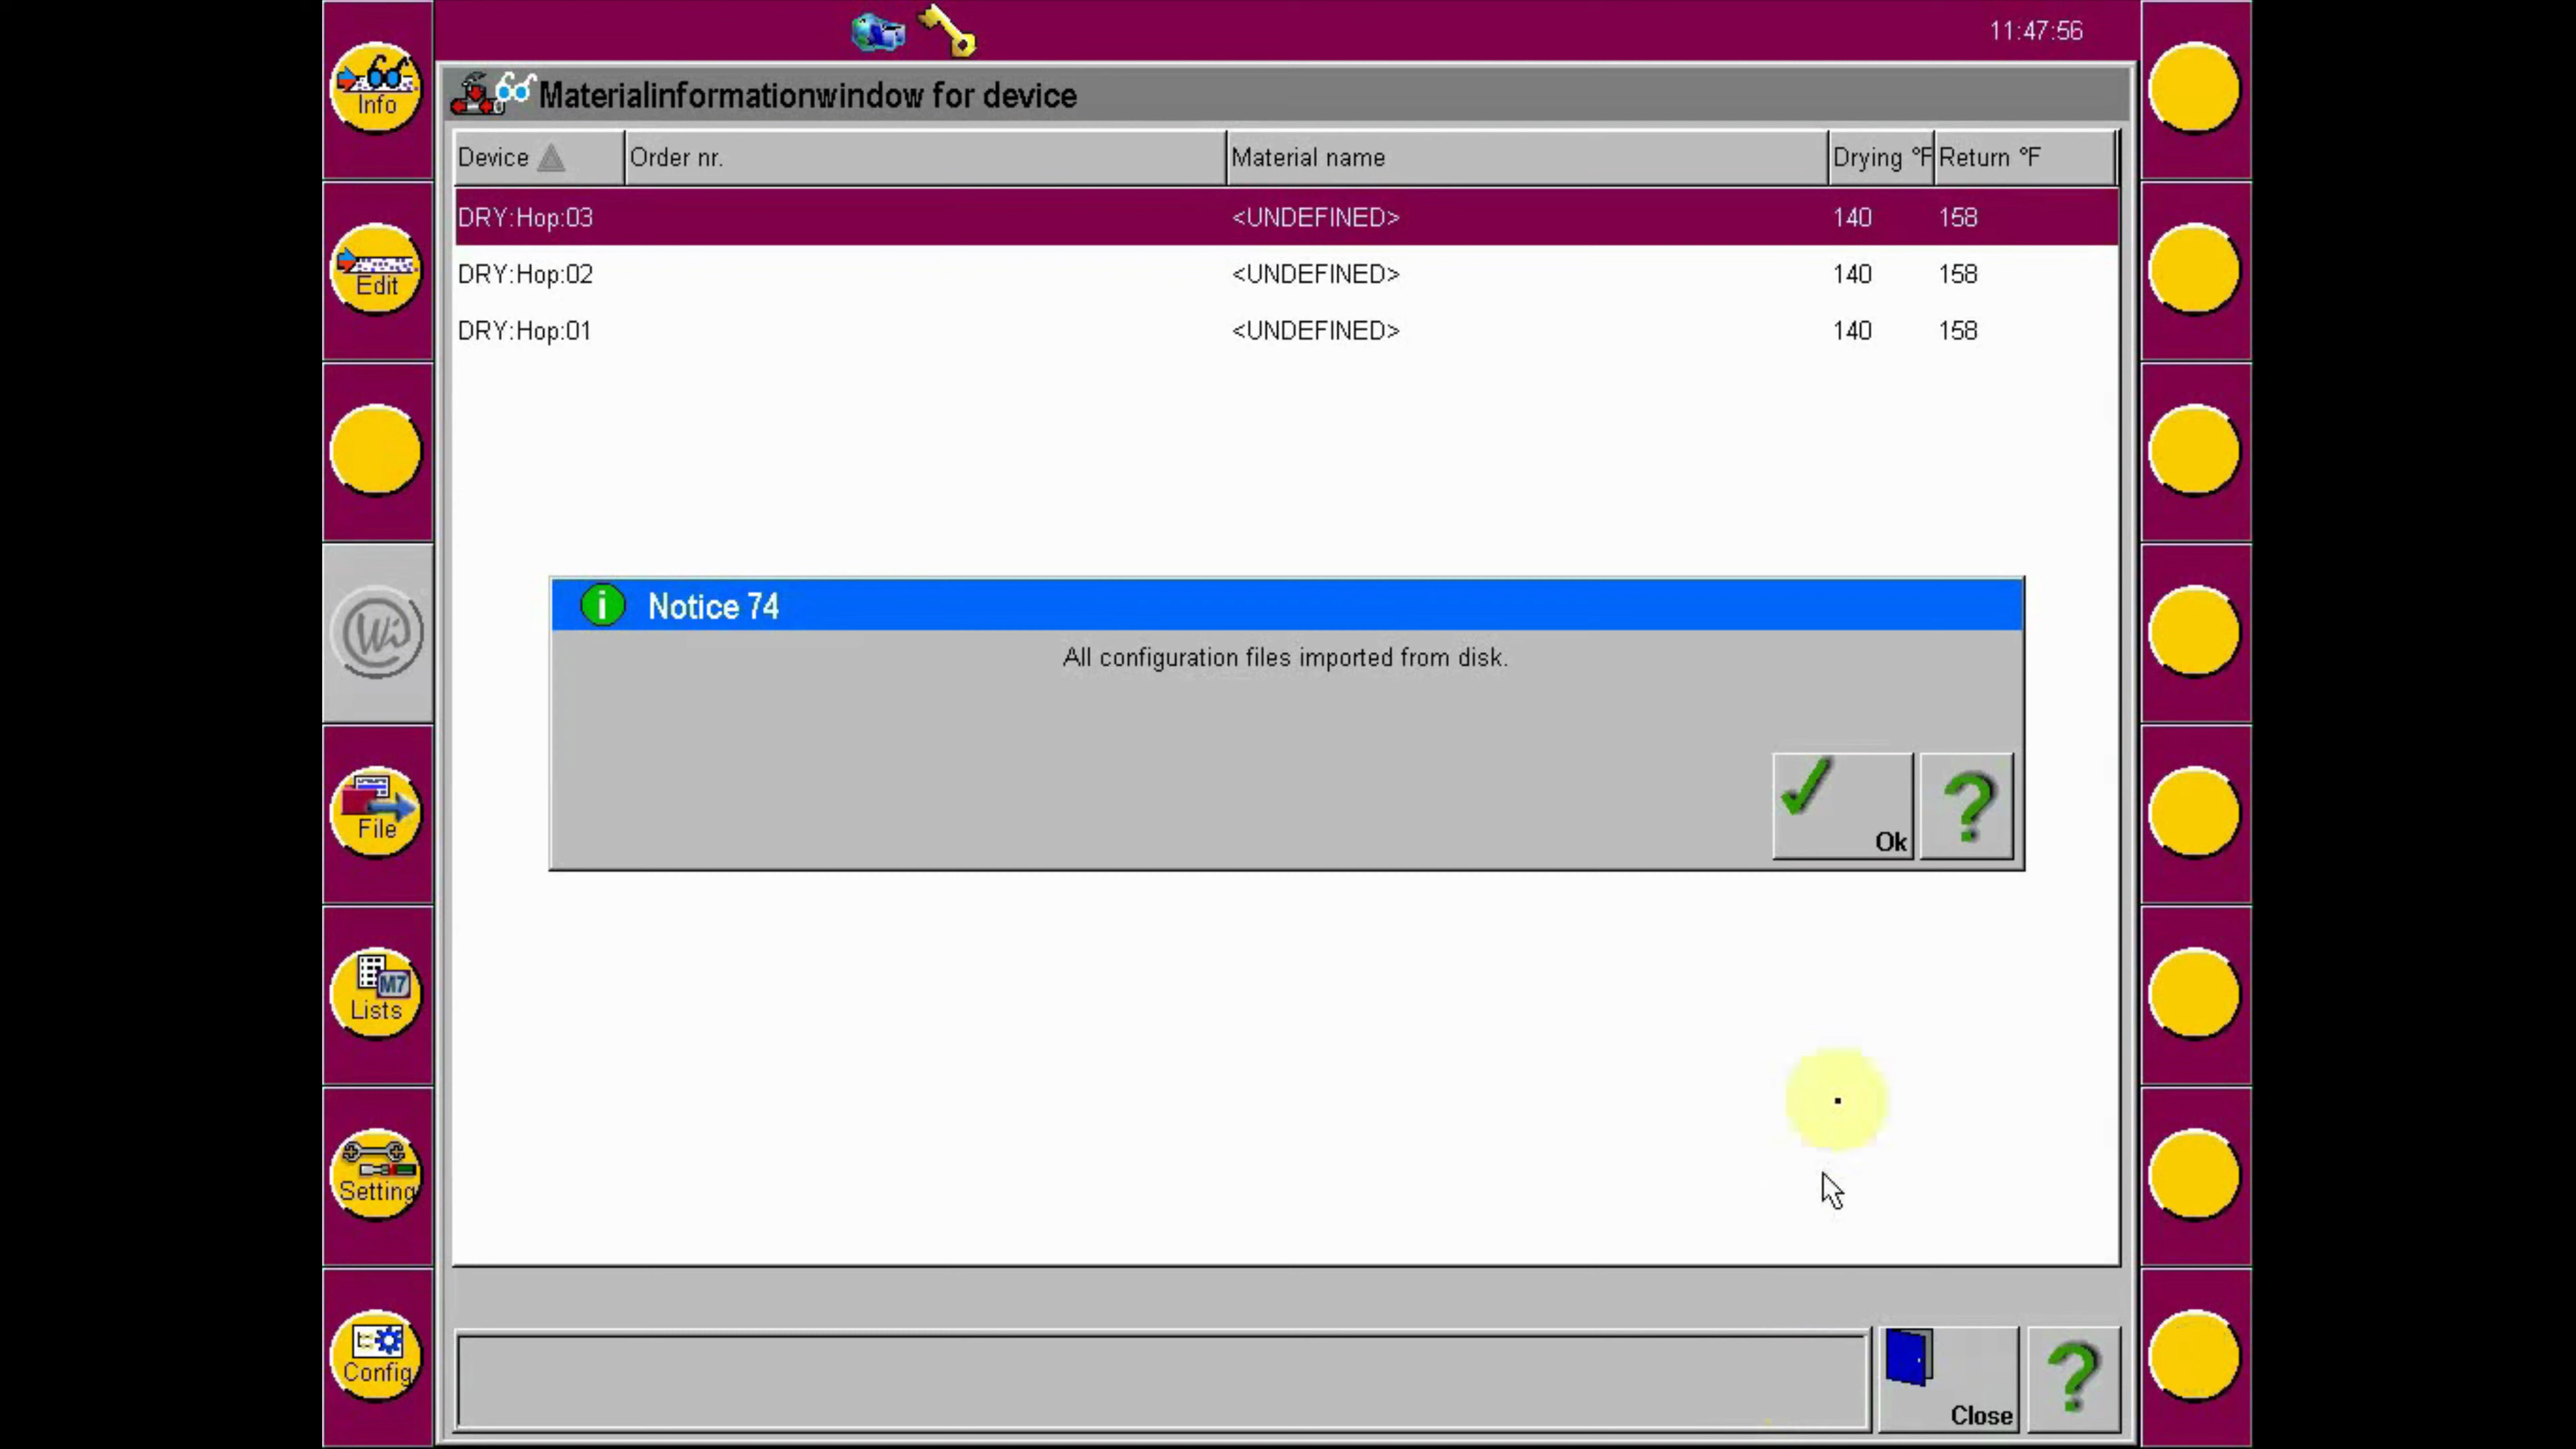 11:47:56
Info
Materialinformationwindow for device
Device Order nr. Material name Drying °F Return °F
DRY:Hop:03 <UNDEFINED> 140 158
Edit
DRY:Hop:02 <UNDEFINED> 140 158
DRY:Hop:01 <UNDEFINED> 140 158
i Notice 74
Wi
All configuration files imported from disk.
File
Ok ?
M7
Lists
Setting
Config
Close ?